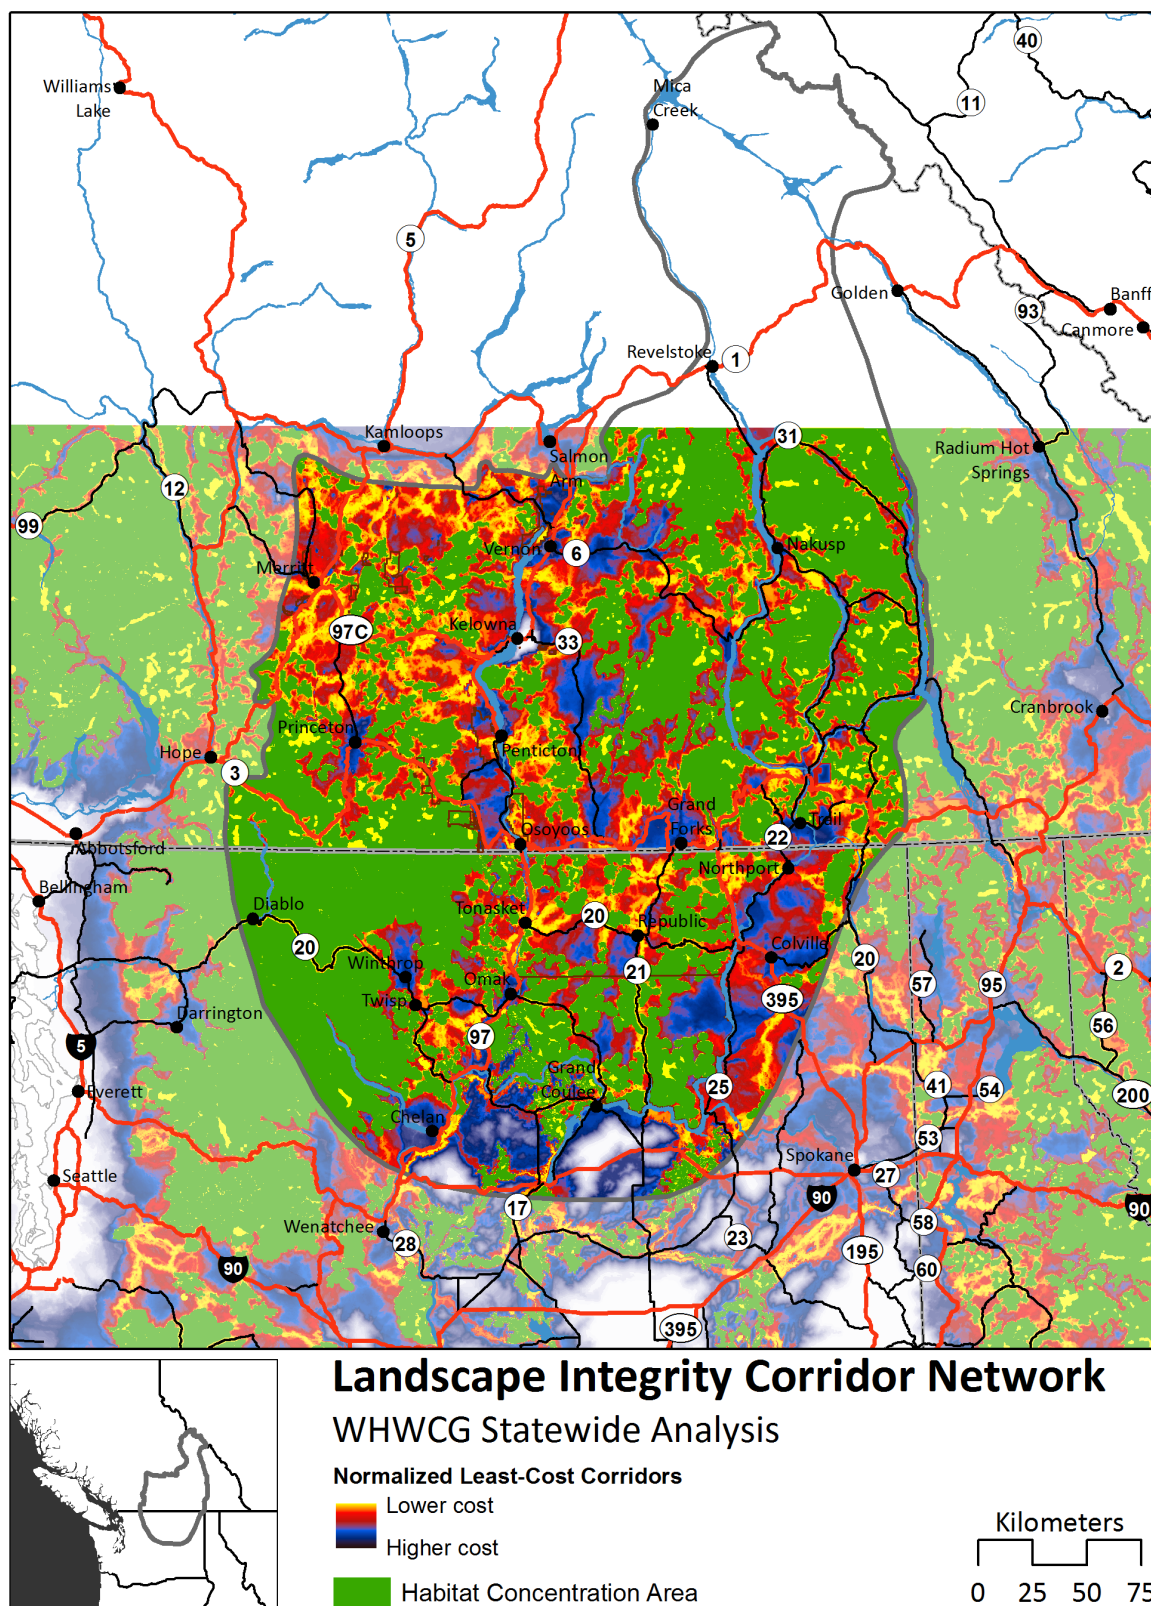 40
Williams
Lake
Mica
Creek
11
5
Golden
93
Banff
Canmore
Revelstoke
1
Kamloops
31
Salmon
Arm
Radium Hot
Springs
12
99
Vernon
6
Nakusp
Merritt
97C
Kelowna
33
Princeton
Penticton
Cranbrook
Hope
3
Grand
Forks
Trail
Osoyoos
22
Abbotsford
Northport
Bellingham
Diablo
Tonasket
20
Republic
20
Colville
20
Winthrop
21
Omak
57
95
2
Twisp
395
Darrington
97
56
5
Grand
Coulee
25
41
54
Everett
200
Chelan
53
Seattle
Spokane
27
90
90
17
58
Wenatchee
28
23
195
90
60
395
Landscape Integrity Corridor Network
WHWCG Statewide Analysis
Normalized Least-Cost Corridors
Lower cost
Higher cost
Habitat Concentration Area
Kilometers
0 25 50 75